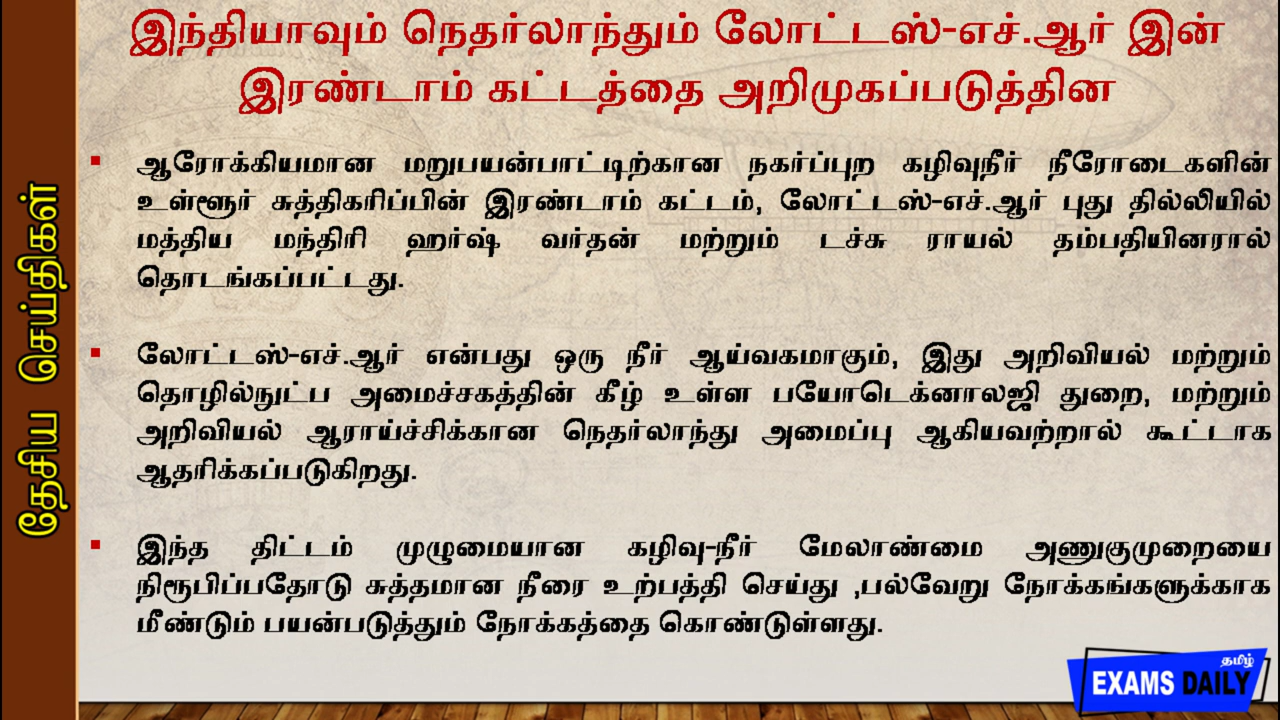 இந்தியாவும் நெதர்லாந்தும் லோட்டஸ்-எச்.ஆர் இன்
இரண்டாம் கட்டத்தை அறிமுகப்படுத்தின
தேசிய செய்திகள்
ஆரோக்கியமான மறுபயன்பாட்டிற்கான நகர்ப்புற கழிவுநீர் நீரோடைகளின்
உள்ளூர் சுத்திகரிப்பின் இரண்டாம் கட்டம், லோட்டஸ்-எச்.ஆர் புது தில்லியில்
மத்திய மந்திரி ஹர்ஷ் வர்தன் மற்றும் டச்சு ராயல் தம்பதியினரால்
தொடங்கப்பட்டது.
லோட்டஸ்-எச்.ஆர் என்பது ஒரு நீர் ஆய்வகமாகும், இது அறிவியல் மற்றும்
தொழில்நுட்ப அமைச்சகத்தின் கீழ் உள்ள பயோடெக்னாலஜி துறை, மற்றும்
அறிவியல் ஆராய்ச்சிக்கான நெதர்லாந்து அமைப்பு ஆகியவற்றால் கூட்டாக
ஆதரிக்கப்படுகிறது.
இந்த திட்டம் முழுமையான கழிவு-நீர் மேலாண்மை அணுகுமுறையை
நிரூபிப்பதோடு சுத்தமான நீரை உற்பத்தி செய்து ,பல்வேறு நோக்கங்களுக்காக
மீண்டும் பயன்படுத்தும் நோக்கத்தை கொண்டுள்ளது.
தமிழ்
EXAMS DAILY